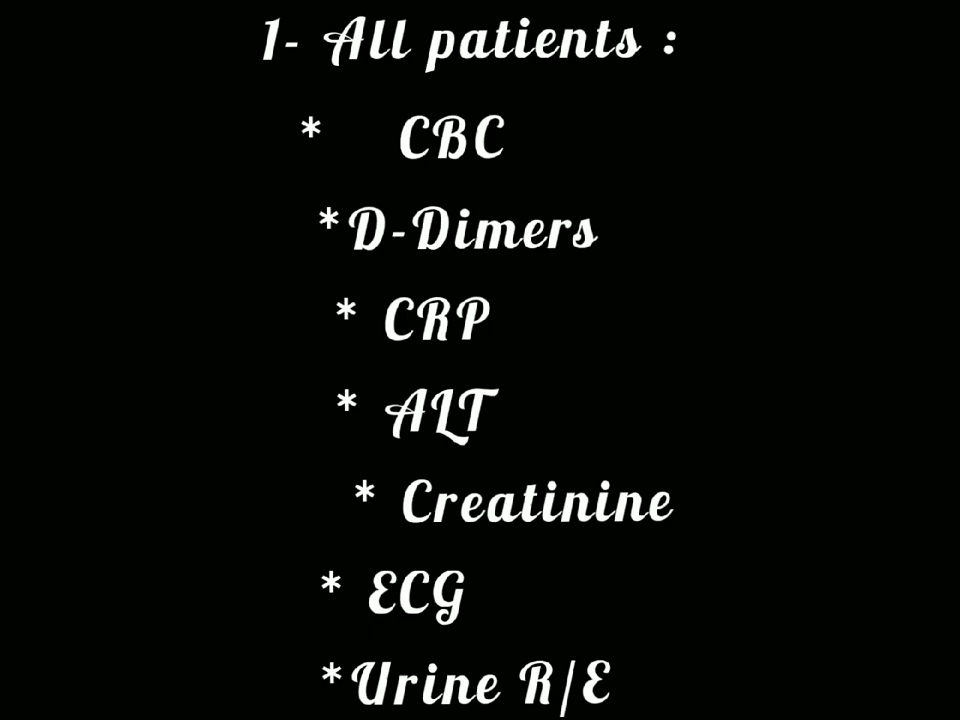 1- All patients :
* CBC
*D-Dimers
* CRP
* ALT
* Creatinine
* ECG
*Urine R/E